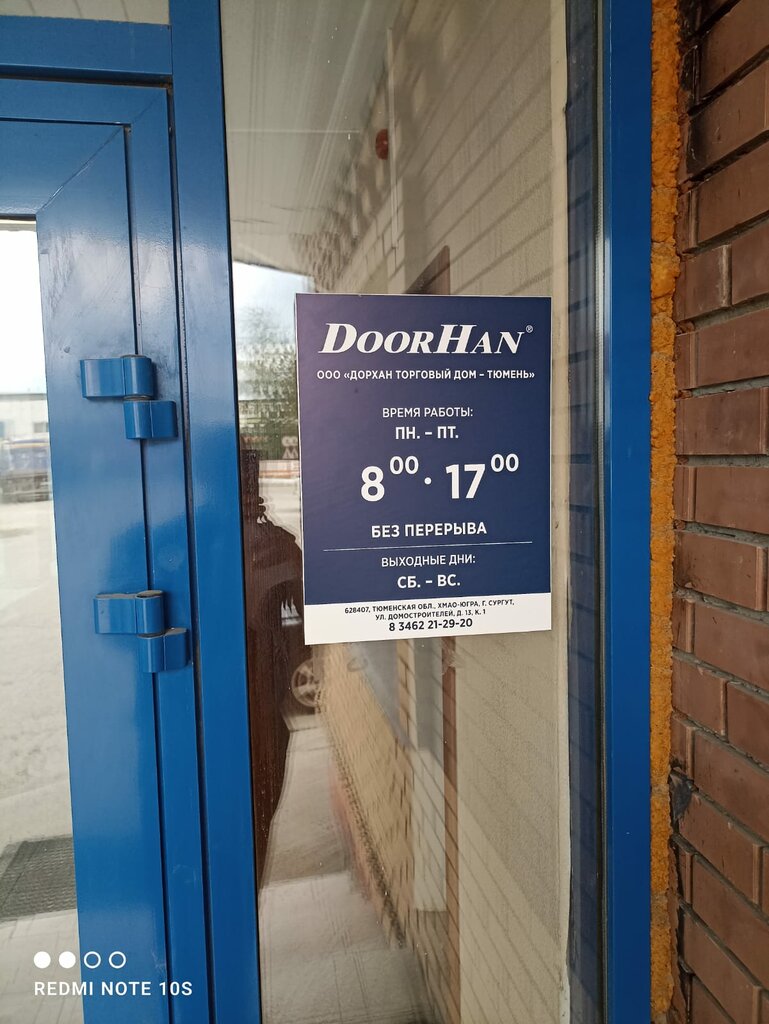 DOORHAN®
ООО «ДОРХАН ТОРГОВЫЙ ДОМ – ТЮМЕНЬ»
ВРЕМЯ РАБОТЫ:
ПН. – ПТ.
8⁰⁰ · 17⁰⁰
БЕЗ ПЕРЕРЫВА
ВЫХОДНЫЕ ДНИ:
СБ. – ВС.
628407, ТЮМЕНСКАЯ ОБЛ., ХМАО-ЮГРА, Г. СУРГУТ,
УЛ. ДОМОСТРОИТЕЛЕЙ, Д. 13, К. 1
8 3462 21-29-20
REDMI NOTE 10S